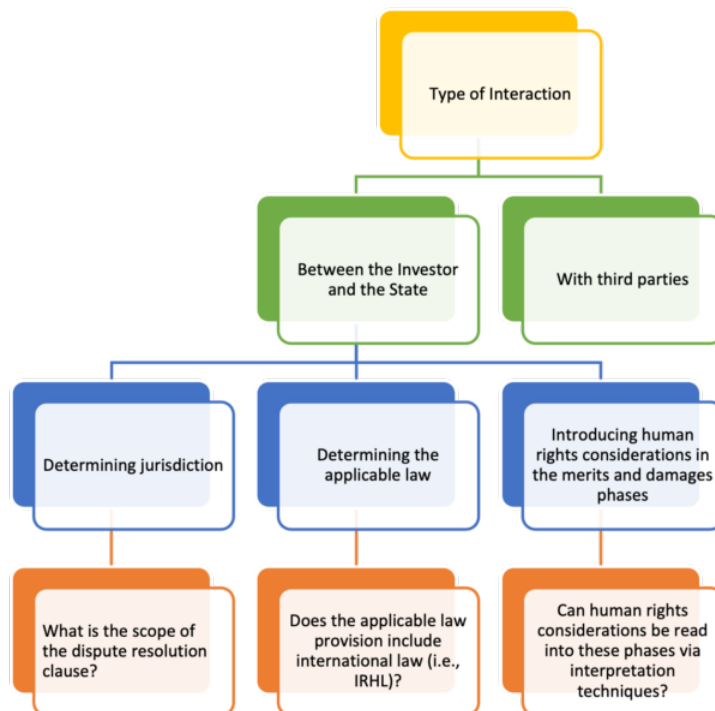 Type of Interaction
Between the Investor
and the State
With third parties
Determining jurisdiction
Determining the
applicable law
Introducing human
rights considerations in
the merits and damages
phases
What is the scope of
the dispute resolution
clause?
Does the applicable law
provision include
international law (i.e.,
IRHL)?
Can human rights
considerations be read
into these phases via
interpretation
techniques?